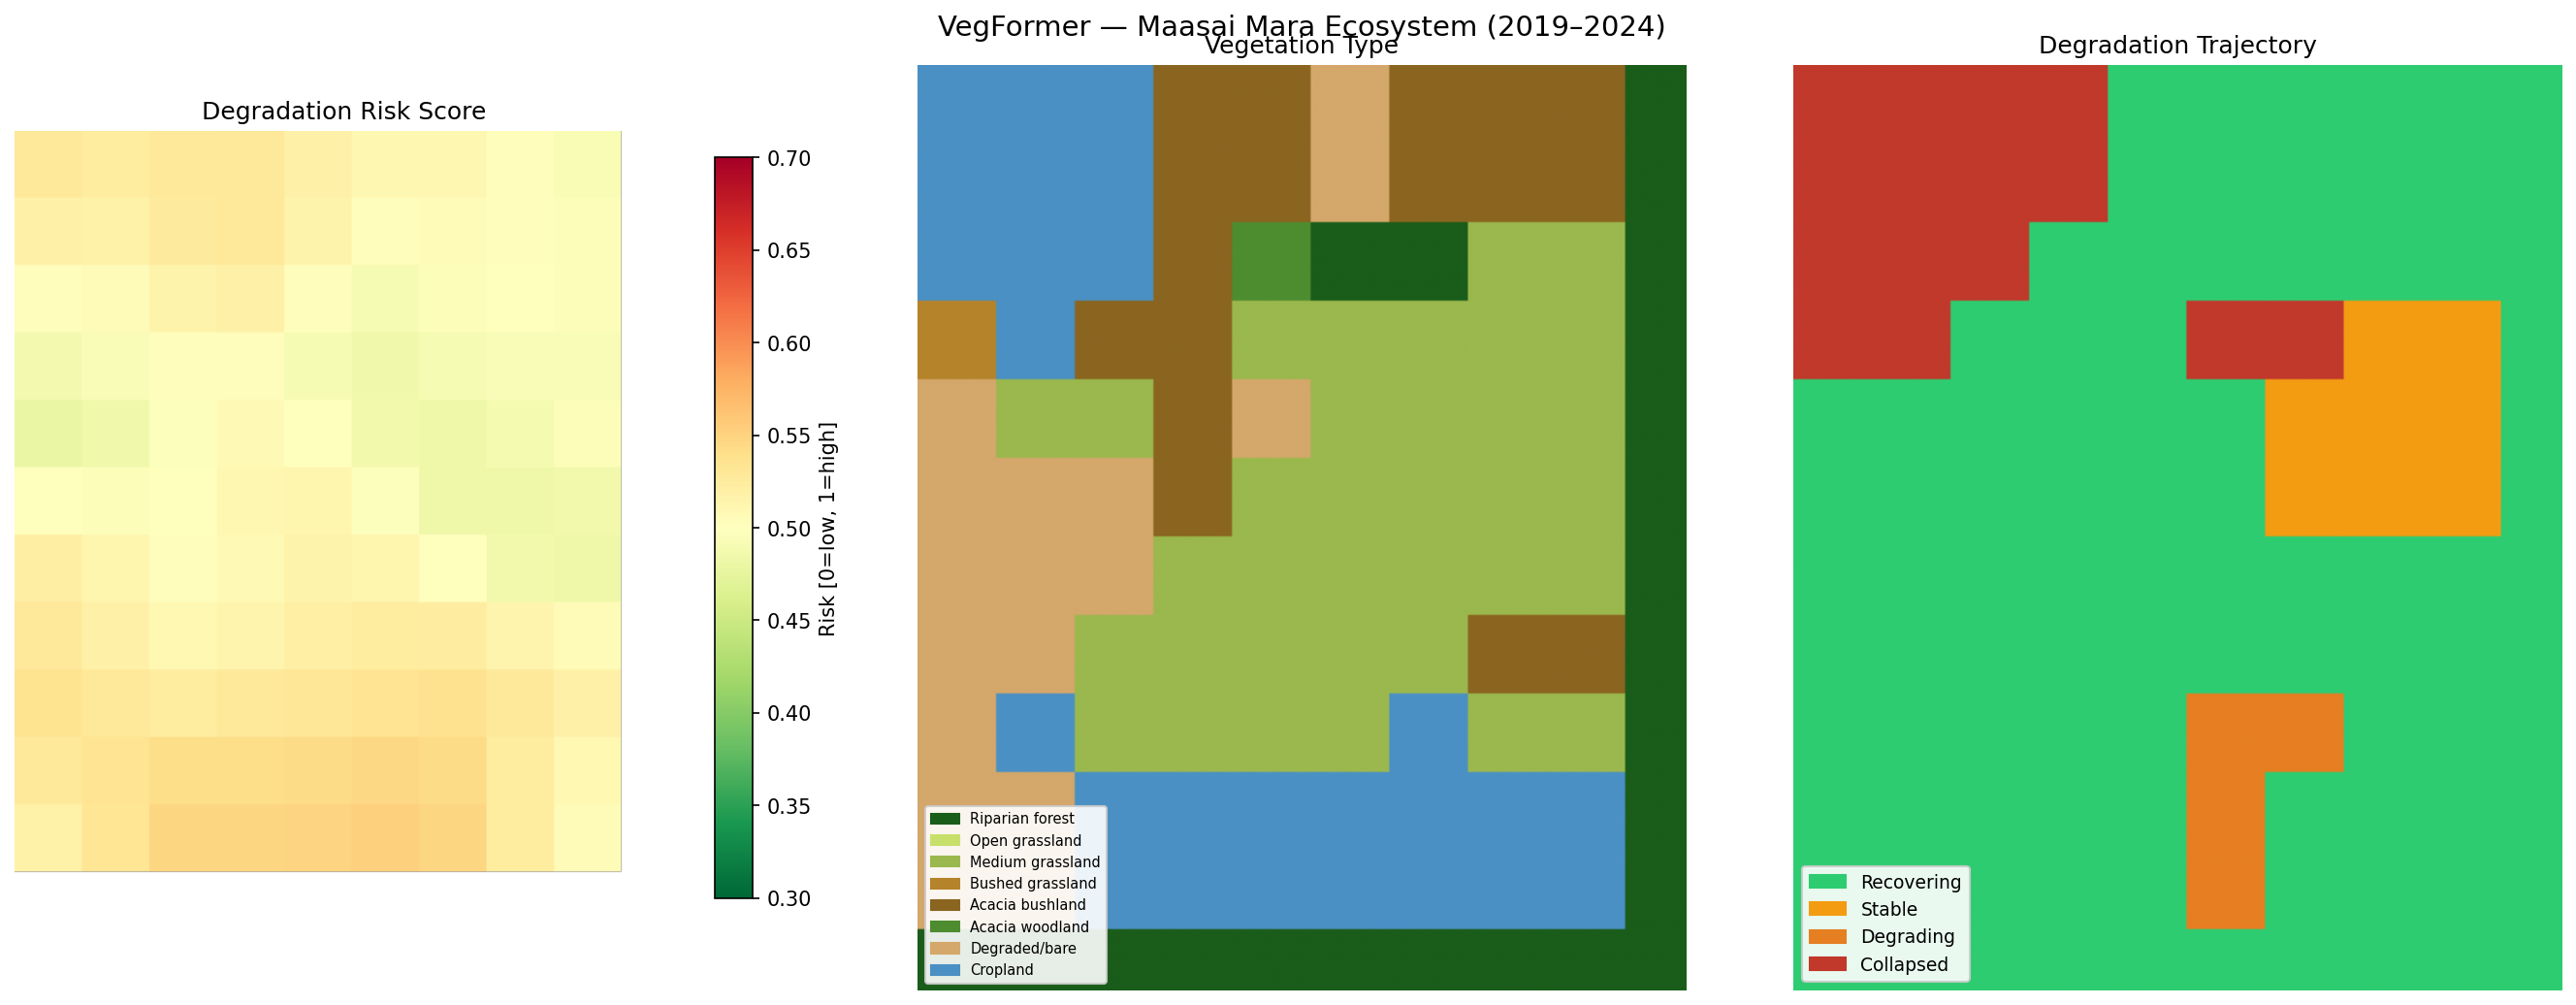 VegFormer — Maasai Mara Ecosystem (2019–2024)
Degradation Risk Score
0.70
0.65
0.60
0.55
0.50
0.45
0.40
0.35
0.30
Risk [0=low, 1=high]
Vegetation Type
Riparian forest
Open grassland
Medium grassland
Bushed grassland
Acacia bushland
Acacia woodland
Degraded/bare
Cropland
Degradation Trajectory
Recovering
Stable
Degrading
Collapsed